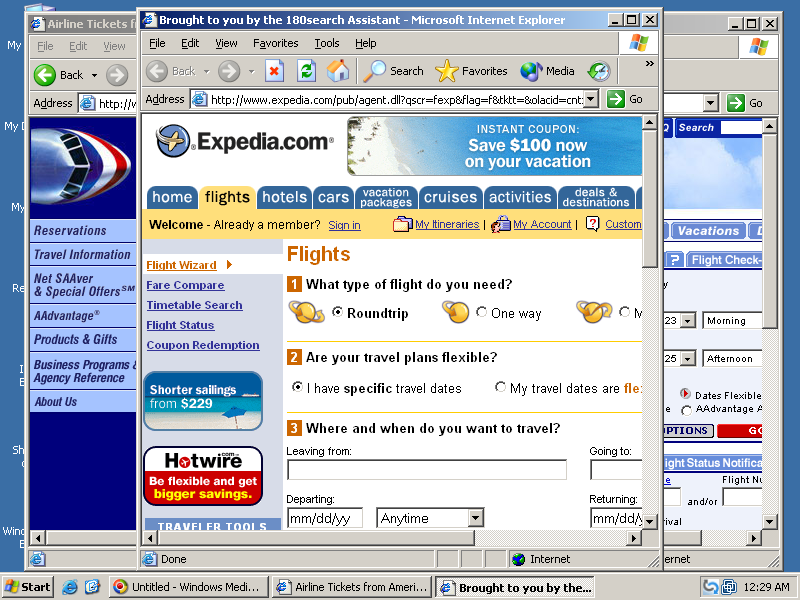 My
My D
My
Re
I
E
Sh
Wind
E
Airline Tickets fr
File Edit View
Back
Address http://w
Reservations
Travel Information
Net SAAver
& Special Offers℠
AAdvantage®
Products & Gifts
Business Programs &
Agency Reference
About Us
Brought to you by the 180search Assistant - Microsoft Internet Explorer
File Edit View Favorites Tools Help
Back Search Favorites Media
Address http://www.expedia.com/pub/agent.dll?qscr=fexp&flag=f&tktt=&olacid=cnt: Go
Expedia.com®
INSTANT COUPON:
Save $100 now
on your vacation
home flights hotels cars vacation packages cruises activities deals & destinations
Welcome - Already a member? Sign in My Itineraries | My Account | Custom
Flight Wizard
Fare Compare
Timetable Search
Flight Status
Coupon Redemption
Shorter sailings
from $229
Hotwire.com™
Be flexible and get
bigger savings.
TRAVELER TOOLS
Flights
1 What type of flight do you need?
Roundtrip One way M
2 Are your travel plans flexible?
I have specific travel dates My travel dates are fle
3 Where and when do you want to travel?
Leaving from: Going to:
Departing: Returning:
mm/dd/yy Anytime mm/dd/y
Done Internet
Go
Search
Vacations
? Flight Check-
y
23 Morning
25 Afternoon
Dates Flexible
e AAdvantage A
OPTIONS GO
ight Status Notifica
e Flight Nu
and/or
rival
ernet
Start Untitled - Windows Medi... Airline Tickets from Ameri... Brought to you by the... 12:29 AM